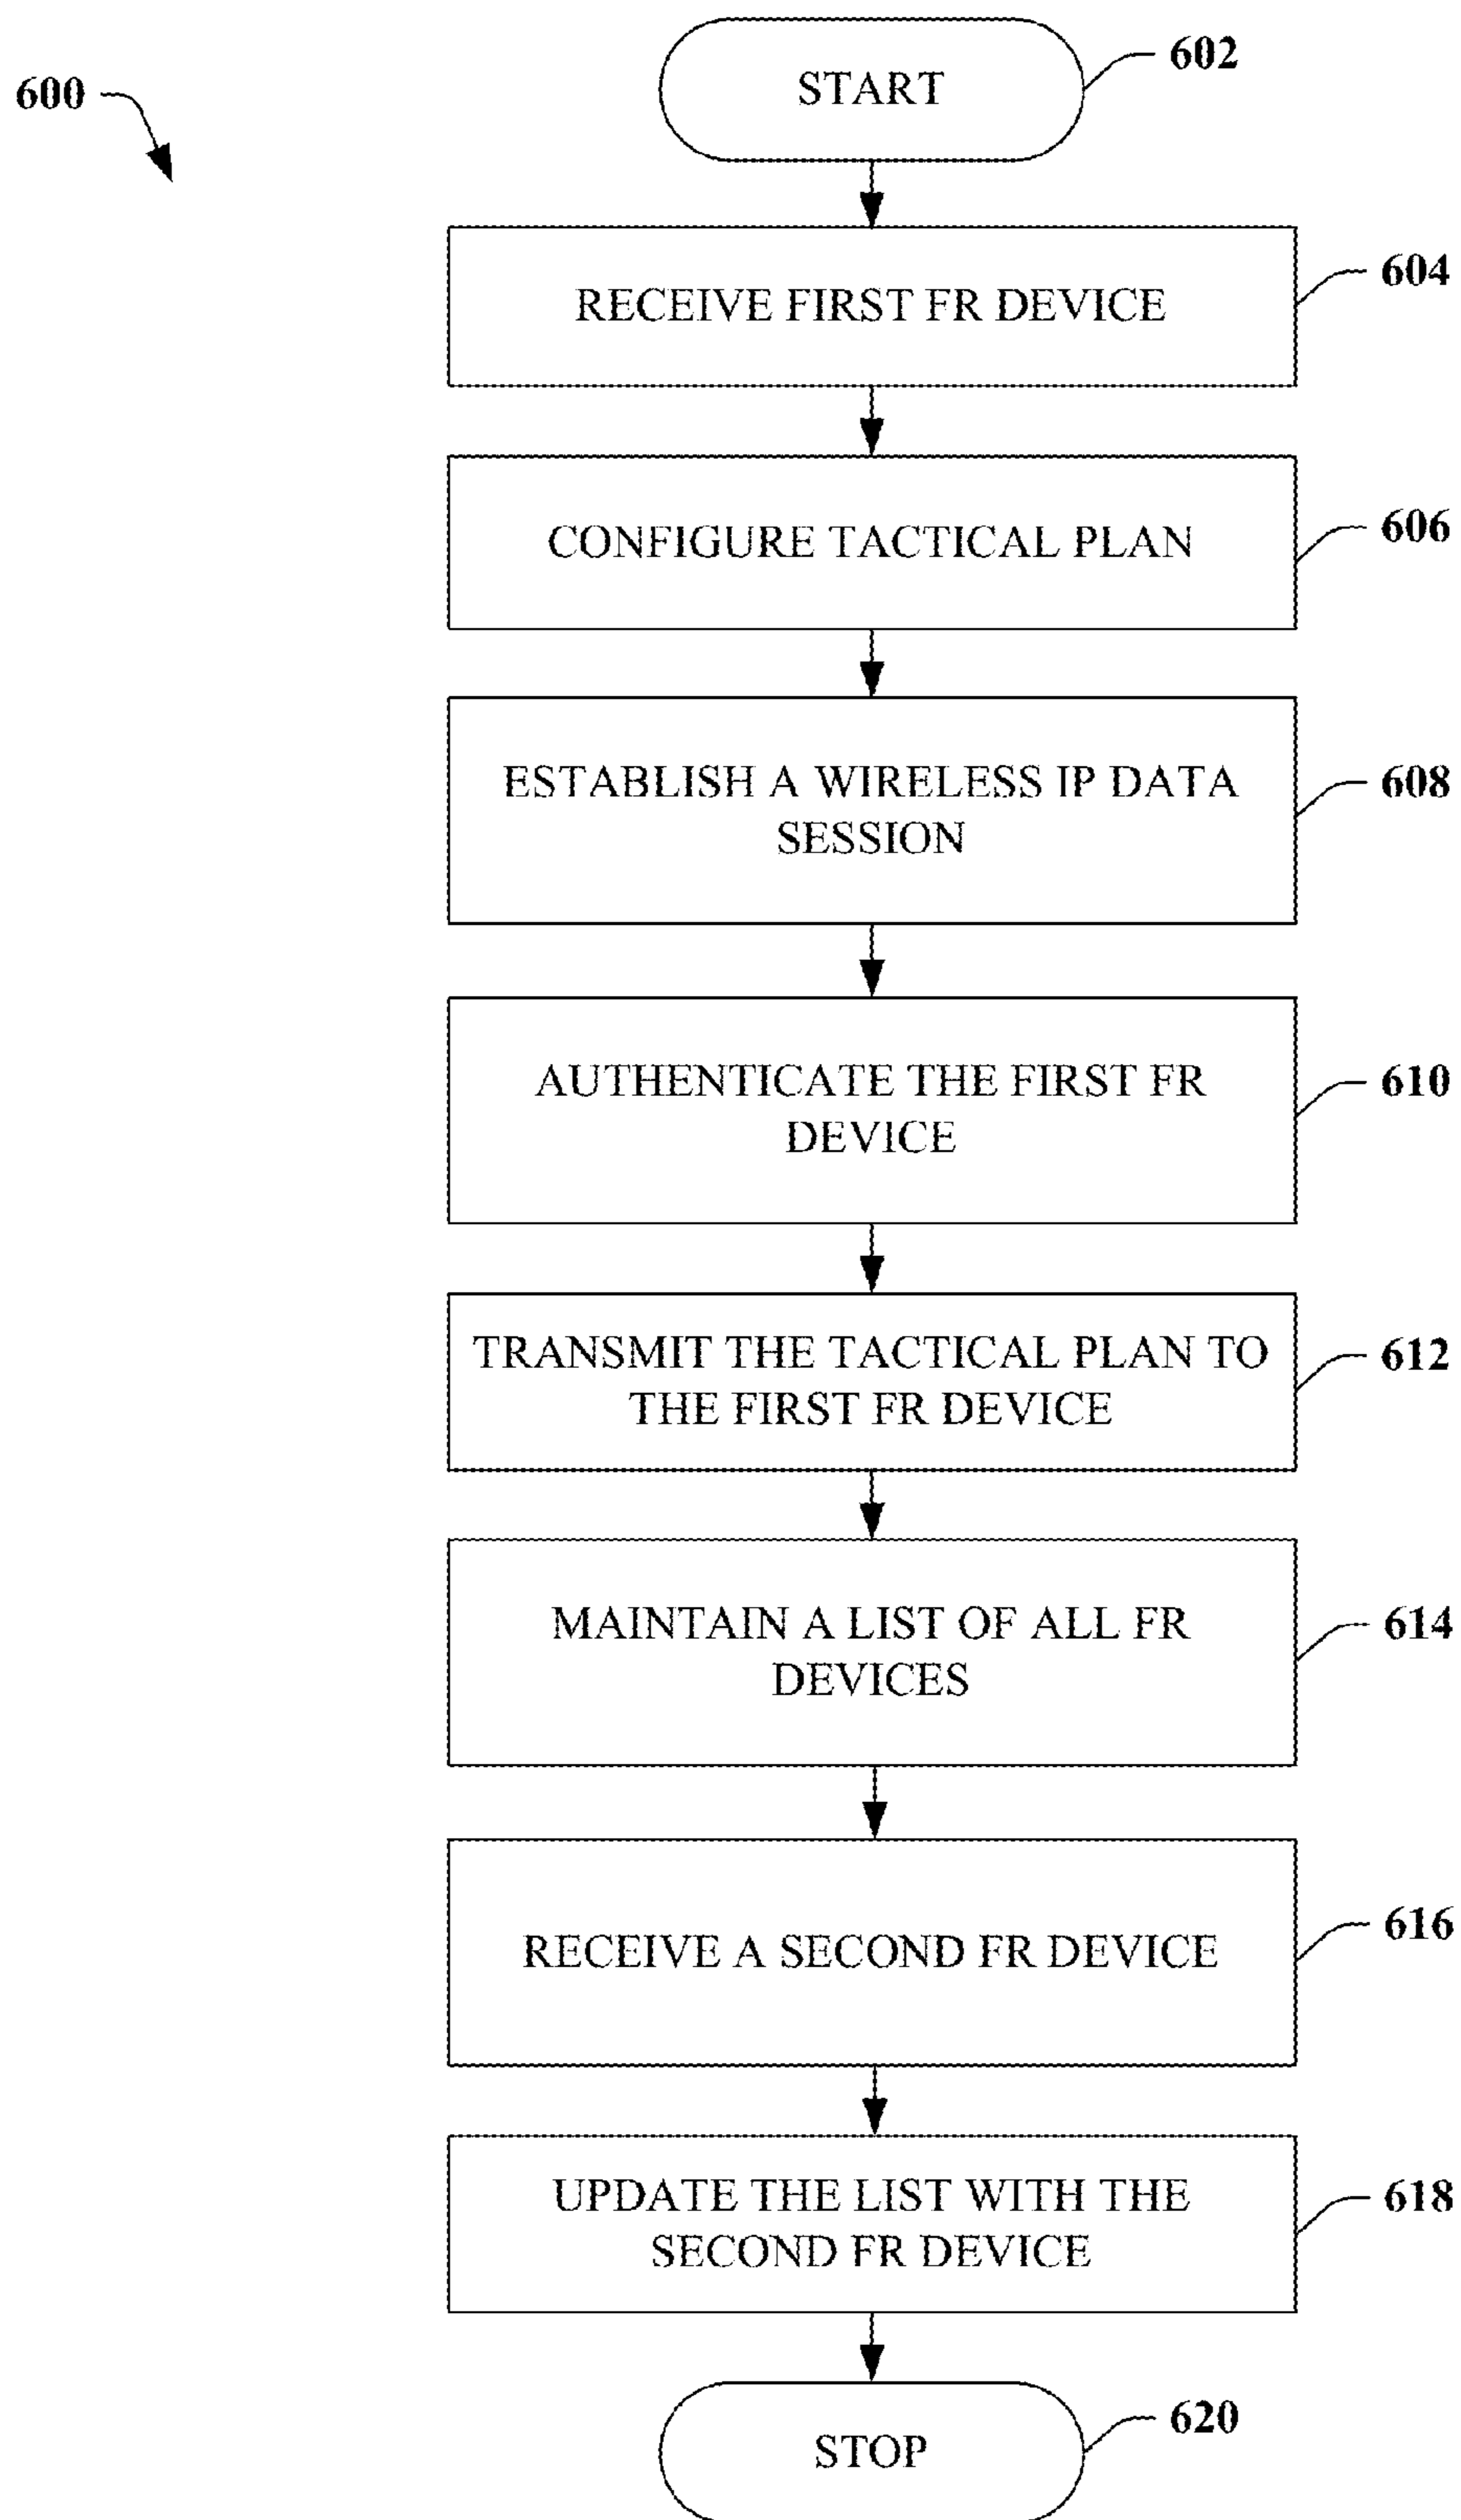 600
START
602
RECEIVE FIRST FR DEVICE
604
CONFIGURE TACTICAL PLAN
606
ESTABLISH A WIRELESS IP DATA
SESSION
608
AUTHENTICATE THE FIRST FR
DEVICE
610
TRANSMIT THE TACTICAL PLAN TO
THE FIRST FR DEVICE
612
MAINTAIN A LIST OF ALL FR
DEVICES
614
RECEIVE A SECOND FR DEVICE
616
UPDATE THE LIST WITH THE
SECOND FR DEVICE
618
STOP
620